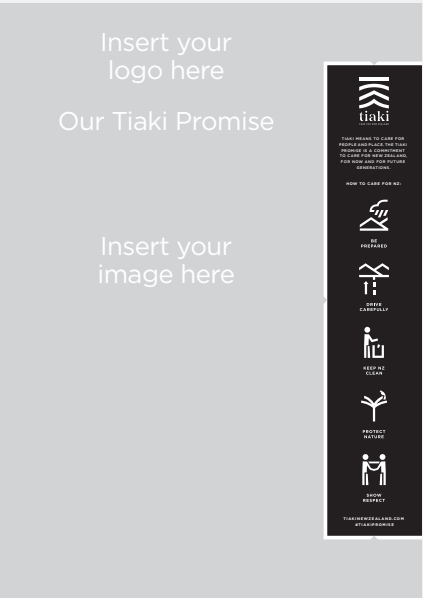 Insert your
logo here
Our Tiaki Promise
Insert your
image here
tiaki
TIAKI MEANS TO CARE FOR
PEOPLE AND PLACE. THE TIAKI
PROMISE IS A COMMITMENT
TO CARE FOR NEW ZEALAND,
FOR NOW AND FOR FUTURE
GENERATIONS.
HOW TO CARE FOR NZ:
BE
PREPARED
DRIVE
CAREFULLY
KEEP NZ
CLEAN
PROTECT
NATURE
SHOW
RESPECT
TIAKINEWZEALAND.COM
#TIAKIPROMISE